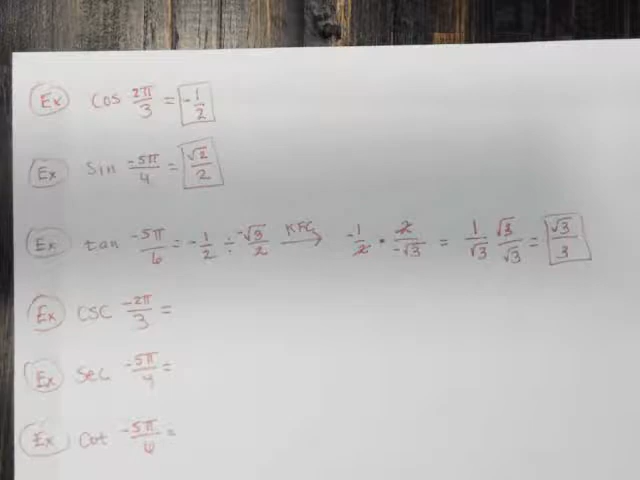 Ex cos 2π/3 = -1/2
Ex sin -5π/4 = √2/2
Ex tan -5π/6 = -1/2 ÷ -√3/2 KFC → -1/2 · 2/-√3 = 1/√3 √3/√3 = √3/3
Ex csc -2π/3 =
Ex sec -5π/4 =
Ex cot -5π/6 =